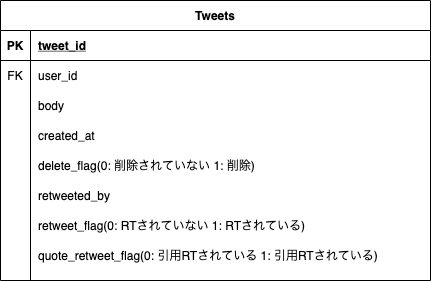 Tweets
PK tweet_id
FK user_id
body
created_at
delete_flag(0: 削除されていない 1: 削除)
retweeted_by
retweet_flag(0: RTされていない 1: RTされている)
quote_retweet_flag(0: 引用RTされている 1: 引用RTされている)